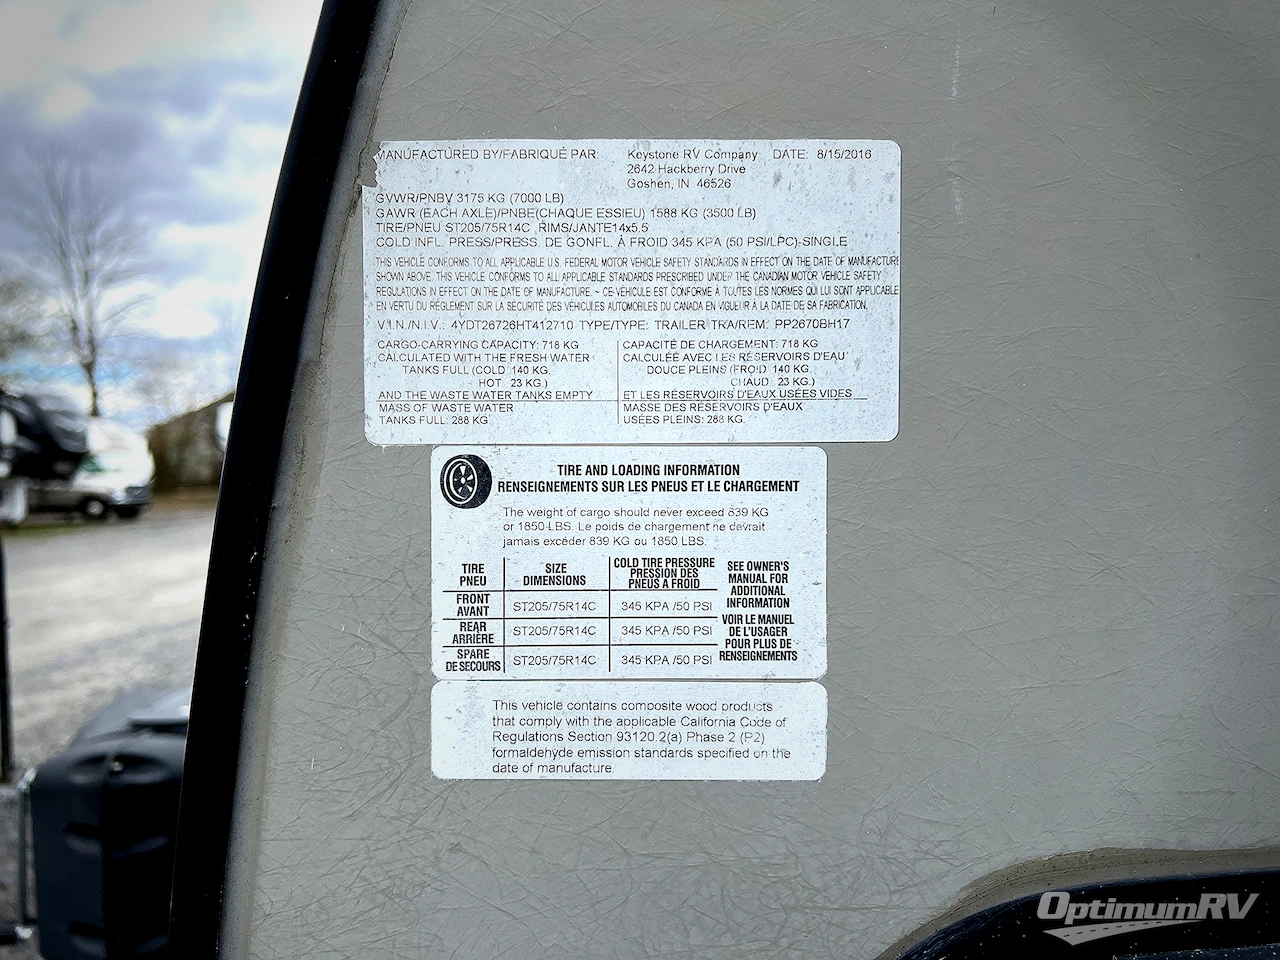 MANUFACTURED BY/FABRIQUÉ PAR: Keystone RV Company DATE: 8/15/2016
2642 Hackberry Drive
Goshen, IN 46526
GVWR/PNBV 3175 KG (7000 LB)
GAWR (EACH AXLE)/PNBE(CHAQUE ESSIEU) 1588 KG (3500 LB)
TIRE/PNEU ST205/75R14C RIMS/JANTE14x5.5
COLD INFL. PRESS/PRESS. DE GONFL. À FROID 345 KPA (50 PSI/LPC)-SINGLE
THIS VEHICLE CONFORMS TO ALL APPLICABLE U.S. FEDERAL MOTOR VEHICLE SAFETY STANDARDS IN EFFECT ON THE DATE OF MANUFACTURE
SHOWN ABOVE. THIS VEHICLE CONFORMS TO ALL APPLICABLE STANDARDS PRESCRIBED UNDER THE CANADIAN MOTOR VEHICLE SAFETY
REGULATIONS IN EFFECT ON THE DATE OF MANUFACTURE. ~ CE VÉHICULE EST CONFORME À TOUTES LES NORMES QUI LUI SONT APPLICABLE
EN VERTU DU RÈGLEMENT SUR LA SÉCURITÉ DES VÉHICULES AUTOMOBILES DU CANADA EN VIGUEUR À LA DATE DE SA FABRICATION.
V.I.N./N.I.V.: 4YDT26726HT412710 TYPE/TYPE: TRAILER TRA/REM: PP2670BH17
CARGO-CARRYING CAPACITY: 718 KG
CALCULATED WITH THE FRESH WATER
TANKS FULL (COLD: 140 KG.
HOT: 23 KG.)
AND THE WASTE WATER TANKS EMPTY
MASS OF WASTE WATER
TANKS FULL: 288 KG
CAPACITÉ DE CHARGEMENT: 718 KG
CALCULÉE AVEC LES RÉSERVOIRS D'EAU
DOUCE PLEINS (FROID: 140 KG.
CHAUD: 23 KG.)
ET LES RÉSERVOIRS D'EAUX USÉES VIDES
MASSE DES RÉSERVOIRS D'EAUX
USÉES PLEINS: 288 KG.
TIRE AND LOADING INFORMATION
RENSEIGNEMENTS SUR LES PNEUS ET LE CHARGEMENT
The weight of cargo should never exceed 839 KG
or 1850 LBS. Le poids de chargement ne devrait
jamais excéder 839 KG ou 1850 LBS.
TIRE
PNEU
SIZE
DIMENSIONS
COLD TIRE PRESSURE
PRESSION DES
PNEUS A FROID
FRONT
AVANT
ST205/75R14C
345 KPA /50 PSI
REAR
ARRIÈRE
ST205/75R14C
345 KPA /50 PSI
SPARE
DE SECOURS
ST205/75R14C
345 KPA /50 PSI
SEE OWNER'S
MANUAL FOR
ADDITIONAL
INFORMATION
VOIR LE MANUEL
DE L'USAGER
POUR PLUS DE
RENSEIGNEMENTS
This vehicle contains composite wood products
that comply with the applicable California Code of
Regulations Section 93120.2(a) Phase 2 (P2)
formaldehyde emission standards specified on the
date of manufacture.
OptimumRV